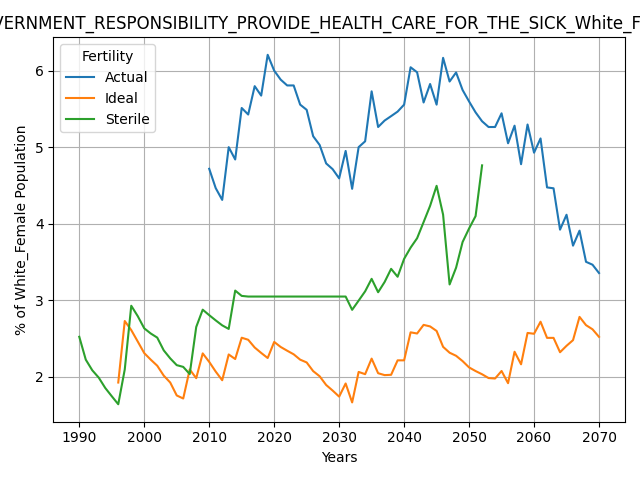 VERNMENT_RESPONSIBILITY_PROVIDE_HEALTH_CARE_FOR_THE_SICK_White_F
Fertility
Actual
Ideal
Sterile
% of White_Female Population
6
5
4
3
2
1990 2000 2010 2020 2030 2040 2050 2060 2070
Years